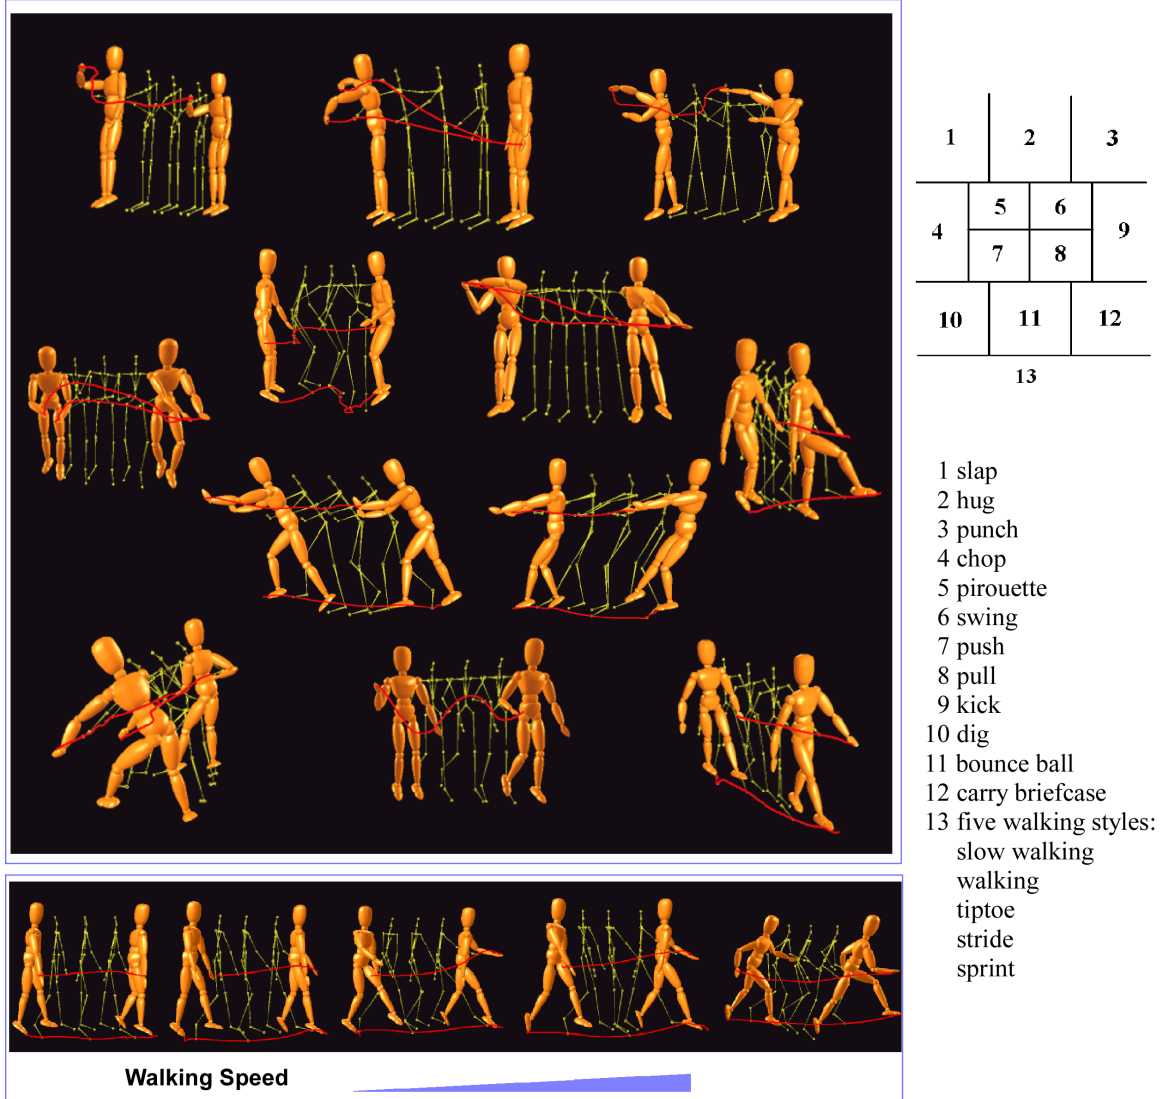 1 2 3
5 6
4 9
7 8
10 11 12
13
1 slap
2 hug
3 punch
4 chop
5 pirouette
6 swing
7 push
8 pull
9 kick
10 dig
11 bounce ball
12 carry briefcase
13 five walking styles:
slow walking
walking
tiptoe
stride
sprint
Walking Speed